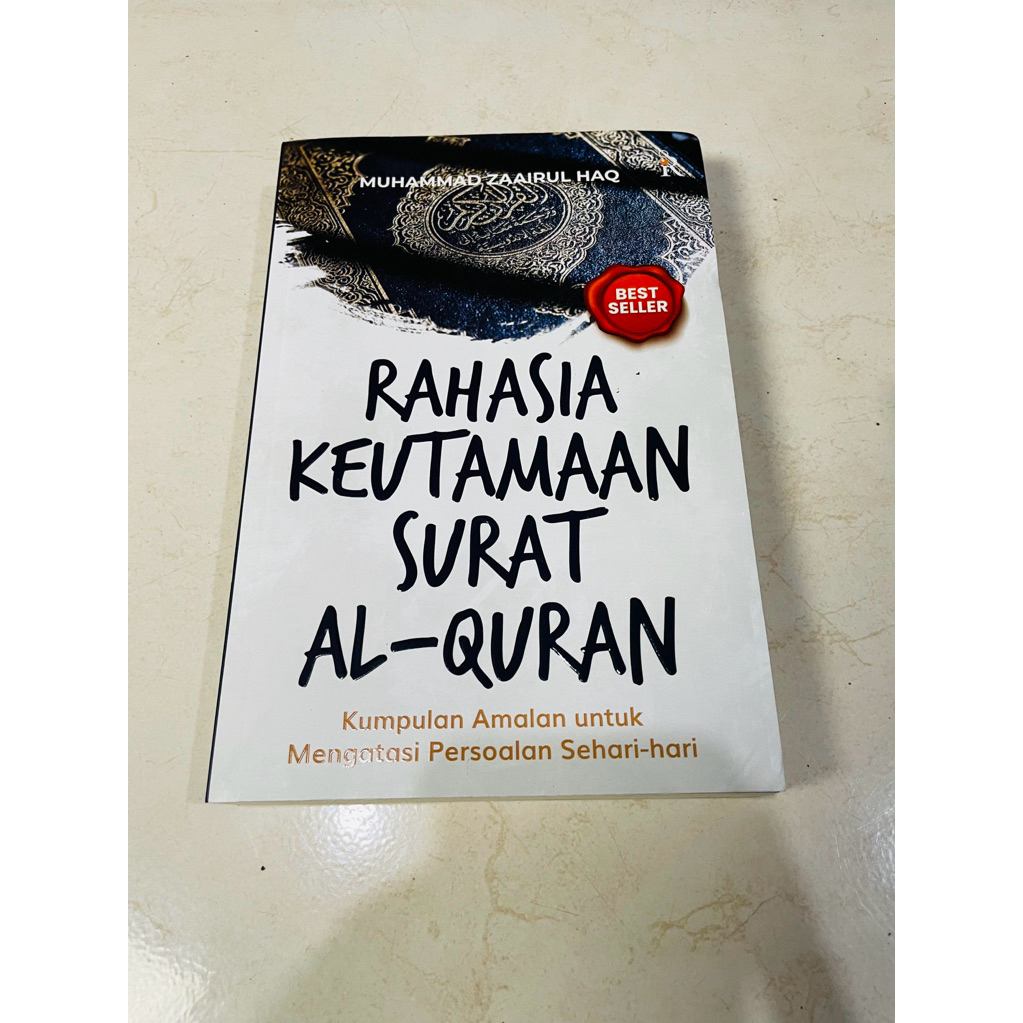 MUHAMMAD ZAAIRUL HAQ
BEST
SELLER
RAHASIA
KEUTAMAAN
SURAT
AL-QURAN
Kumpulan Amalan untuk
Mengatasi Persoalan Sehari-hari